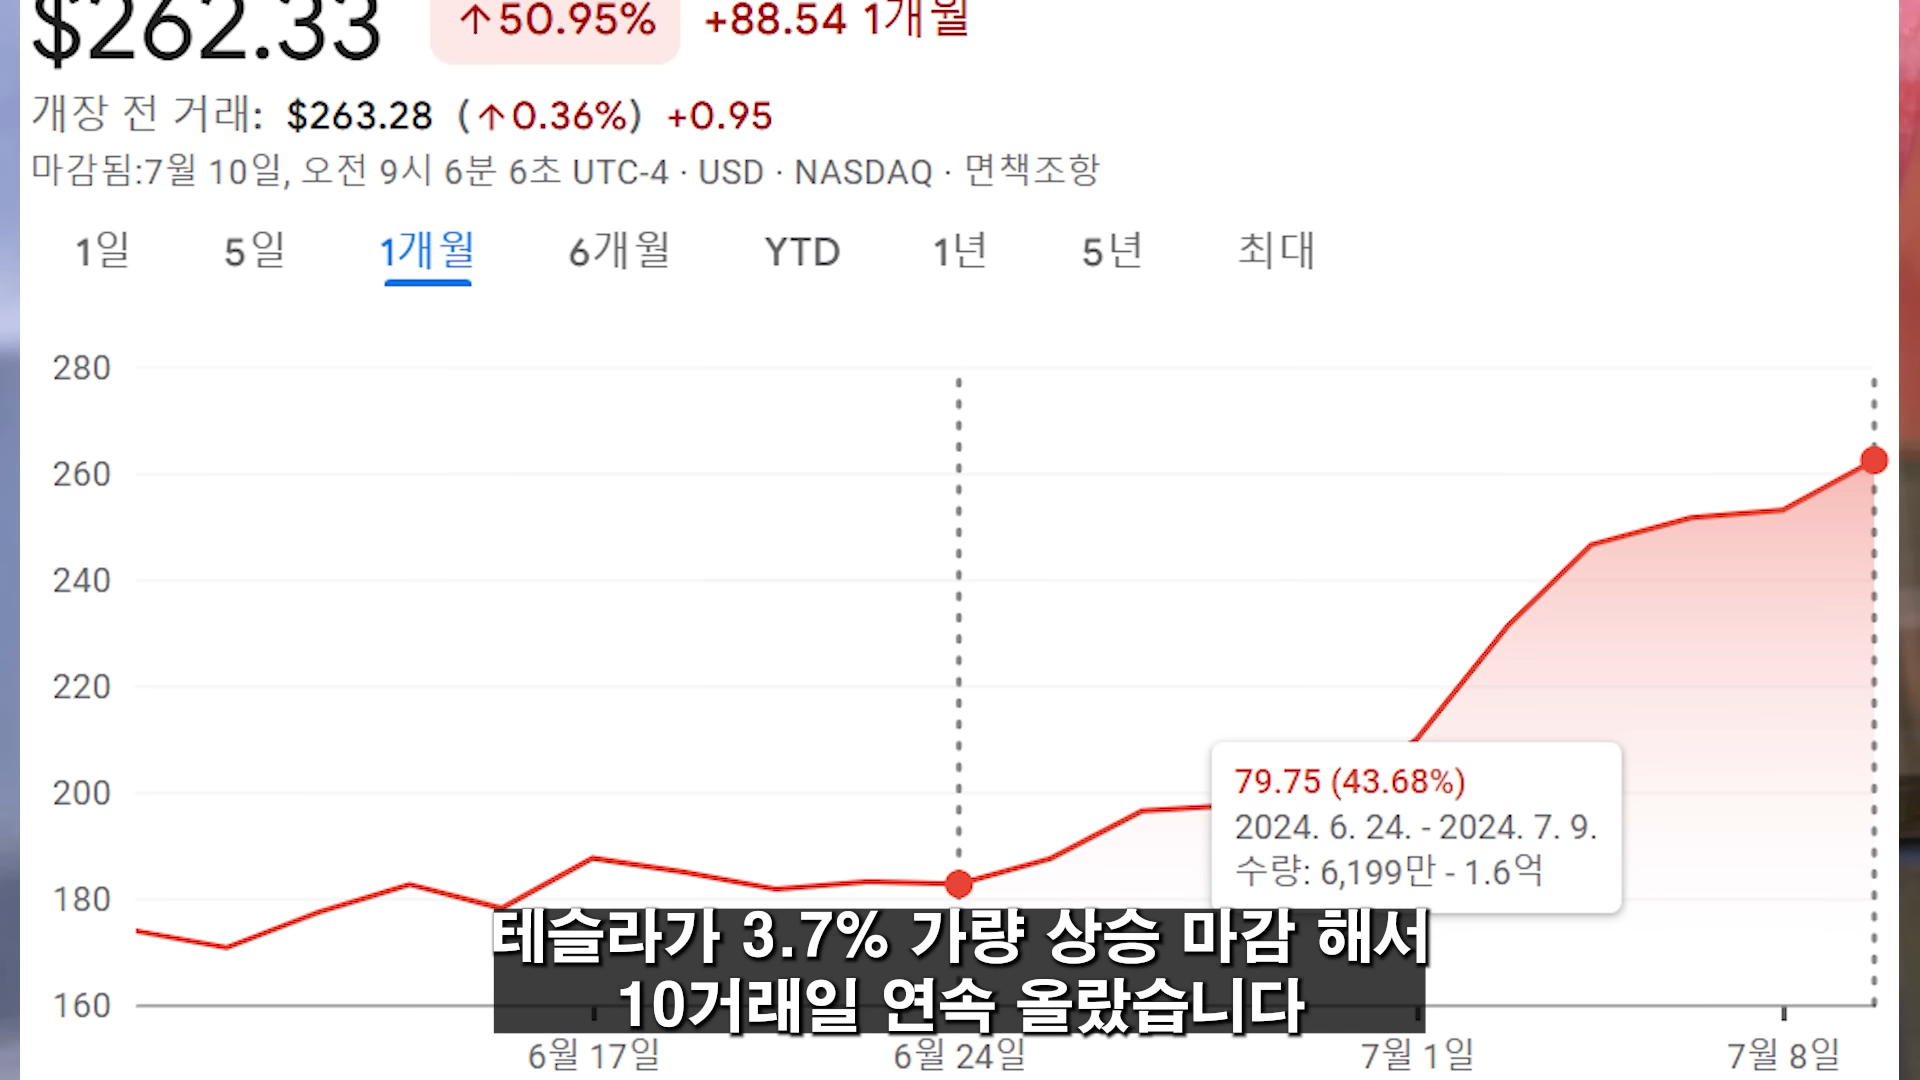 $262.33 ↑50.95% +88.54 1개월
개장 전 거래: $263.28 (↑0.36%) +0.95
마감됨:7월 10일, 오전 9시 6분 6초 UTC-4 · USD · NASDAQ · 면책조항
1일 5일 1개월 6개월 YTD 1년 5년 최대
280
260
240
220
200
180
160
79.75 (43.68%)
2024. 6. 24. - 2024. 7. 9.
수량: 6,199만 - 1.6억
테슬라가 3.7% 가량 상승 마감 해서
10거래일 연속 올랐습니다
6월 17일 6월 24일 7월 1일 7월 8일